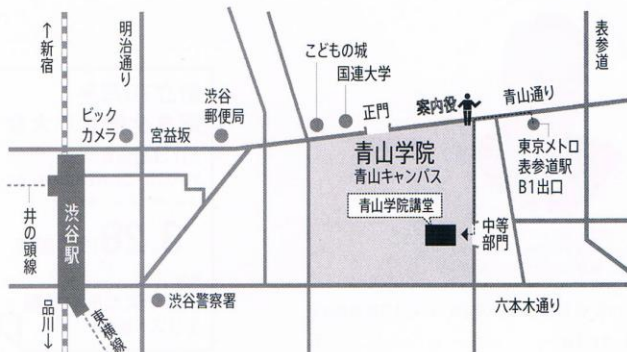 ↑新宿
明治通り
ビック
カメラ
宮益坂
渋谷
郵便局
こどもの城
国連大学
正門
案内役
青山通り
表参道
東京メトロ
表参道駅
B1出口
青山学院
青山キャンパス
青山学院講堂
中等
部門
井の頭線
渋谷駅
品川↓
東横線
渋谷警察署
六本木通り